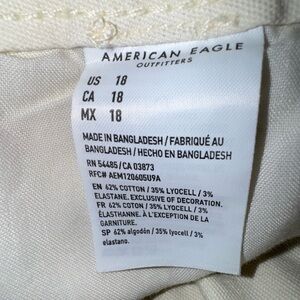 AMERICAN EAGLE
OUTFITTERS
US 18
CA 18
MX 18
MADE IN BANGLADESH / FABRIQUÉ AU
BANGLADESH / HECHO EN BANGLADESH
RN 54485 / CA 03873
RFC# AEM120605U9A
EN 62% COTTON / 35% LYOCELL / 3%
ELASTANE. EXCLUSIVE OF DECORATION.
FR 62% COTON / 35% LYOCELL / 3%
ÉLASTHANNE. À L'EXCEPTION DE LA
GARNITURE.
SP 62% algodón / 35% lyocell / 3%
elastano.